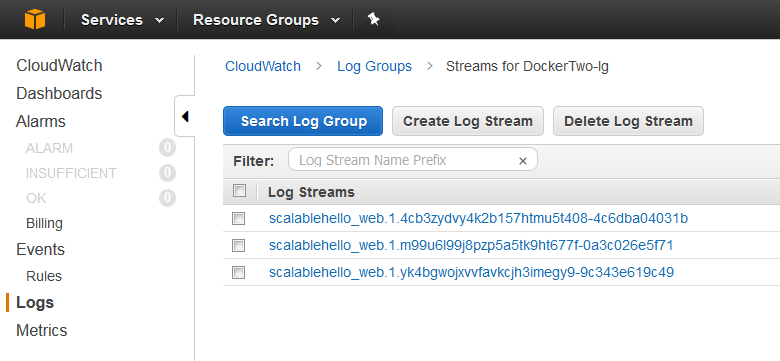 Services Resource Groups
CloudWatch
Dashboards
Alarms
ALARM 0
INSUFFICIENT 0
OK 0
Billing
Events
Rules
Logs
Metrics
CloudWatch > Log Groups > Streams for DockerTwo-lg
Search Log Group Create Log Stream Delete Log Stream
Filter: Log Stream Name Prefix ×
Log Streams
scalablehello_web.1.4cb3zydvy4k2b157htmu5t408-4c6dba04031b
scalablehello_web.1.m99u6l99j8pzp5a5tk9ht677f-0a3c026e5f71
scalablehello_web.1.yk4bgwojxvvfavkcjh3imegy9-9c343e619c49